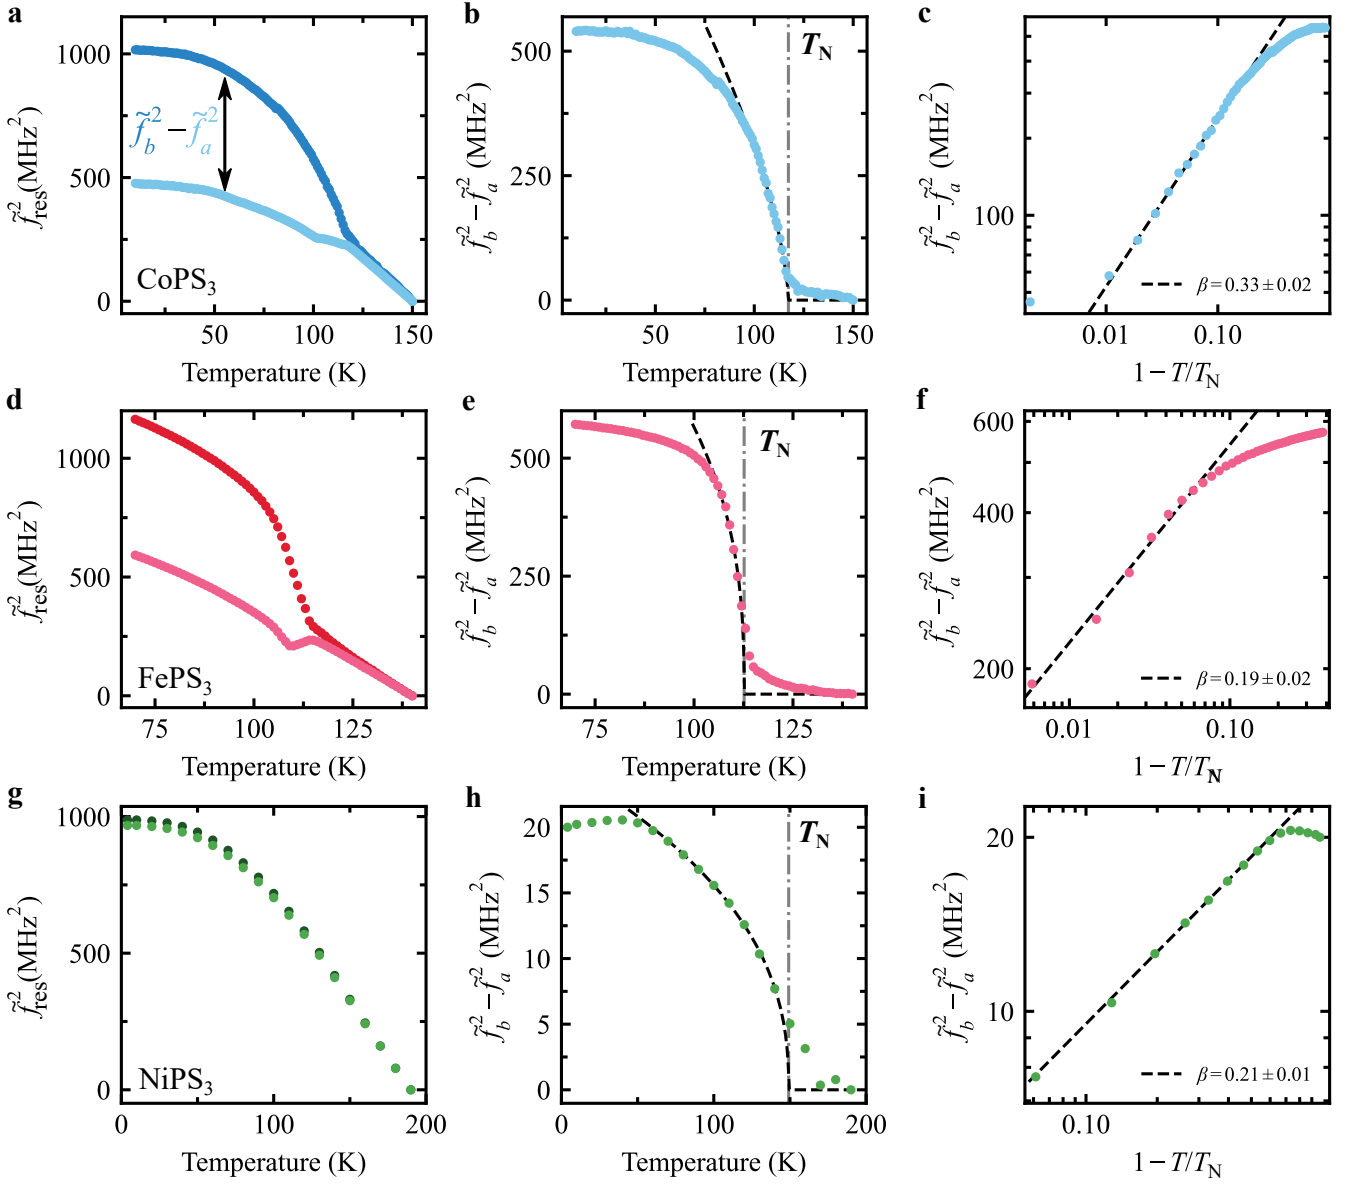 a
f̃²res(MHz²)
1000
500
0
f̃²b − f̃²a
CoPS3
50
100
150
Temperature (K)
b
f̃²b − f̃²a (MHz²)
500
250
0
TN
50
100
150
Temperature (K)
c
f̃²b − f̃²a (MHz²)
100
β = 0.33 ± 0.02
0.01
0.10
1 − T/TN
d
f̃²res(MHz²)
1000
500
0
FePS3
75
100
125
Temperature (K)
e
f̃²b − f̃²a (MHz²)
500
250
0
TN
75
100
125
Temperature (K)
f
f̃²b − f̃²a (MHz²)
600
400
200
β = 0.19 ± 0.02
0.01
0.10
1 − T/TN
g
f̃²res(MHz²)
1000
500
0
NiPS3
0
100
200
Temperature (K)
h
f̃²b − f̃²a (MHz²)
20
15
10
5
0
TN
0
100
200
Temperature (K)
i
f̃²b − f̃²a (MHz²)
20
10
β = 0.21 ± 0.01
0.10
1 − T/TN